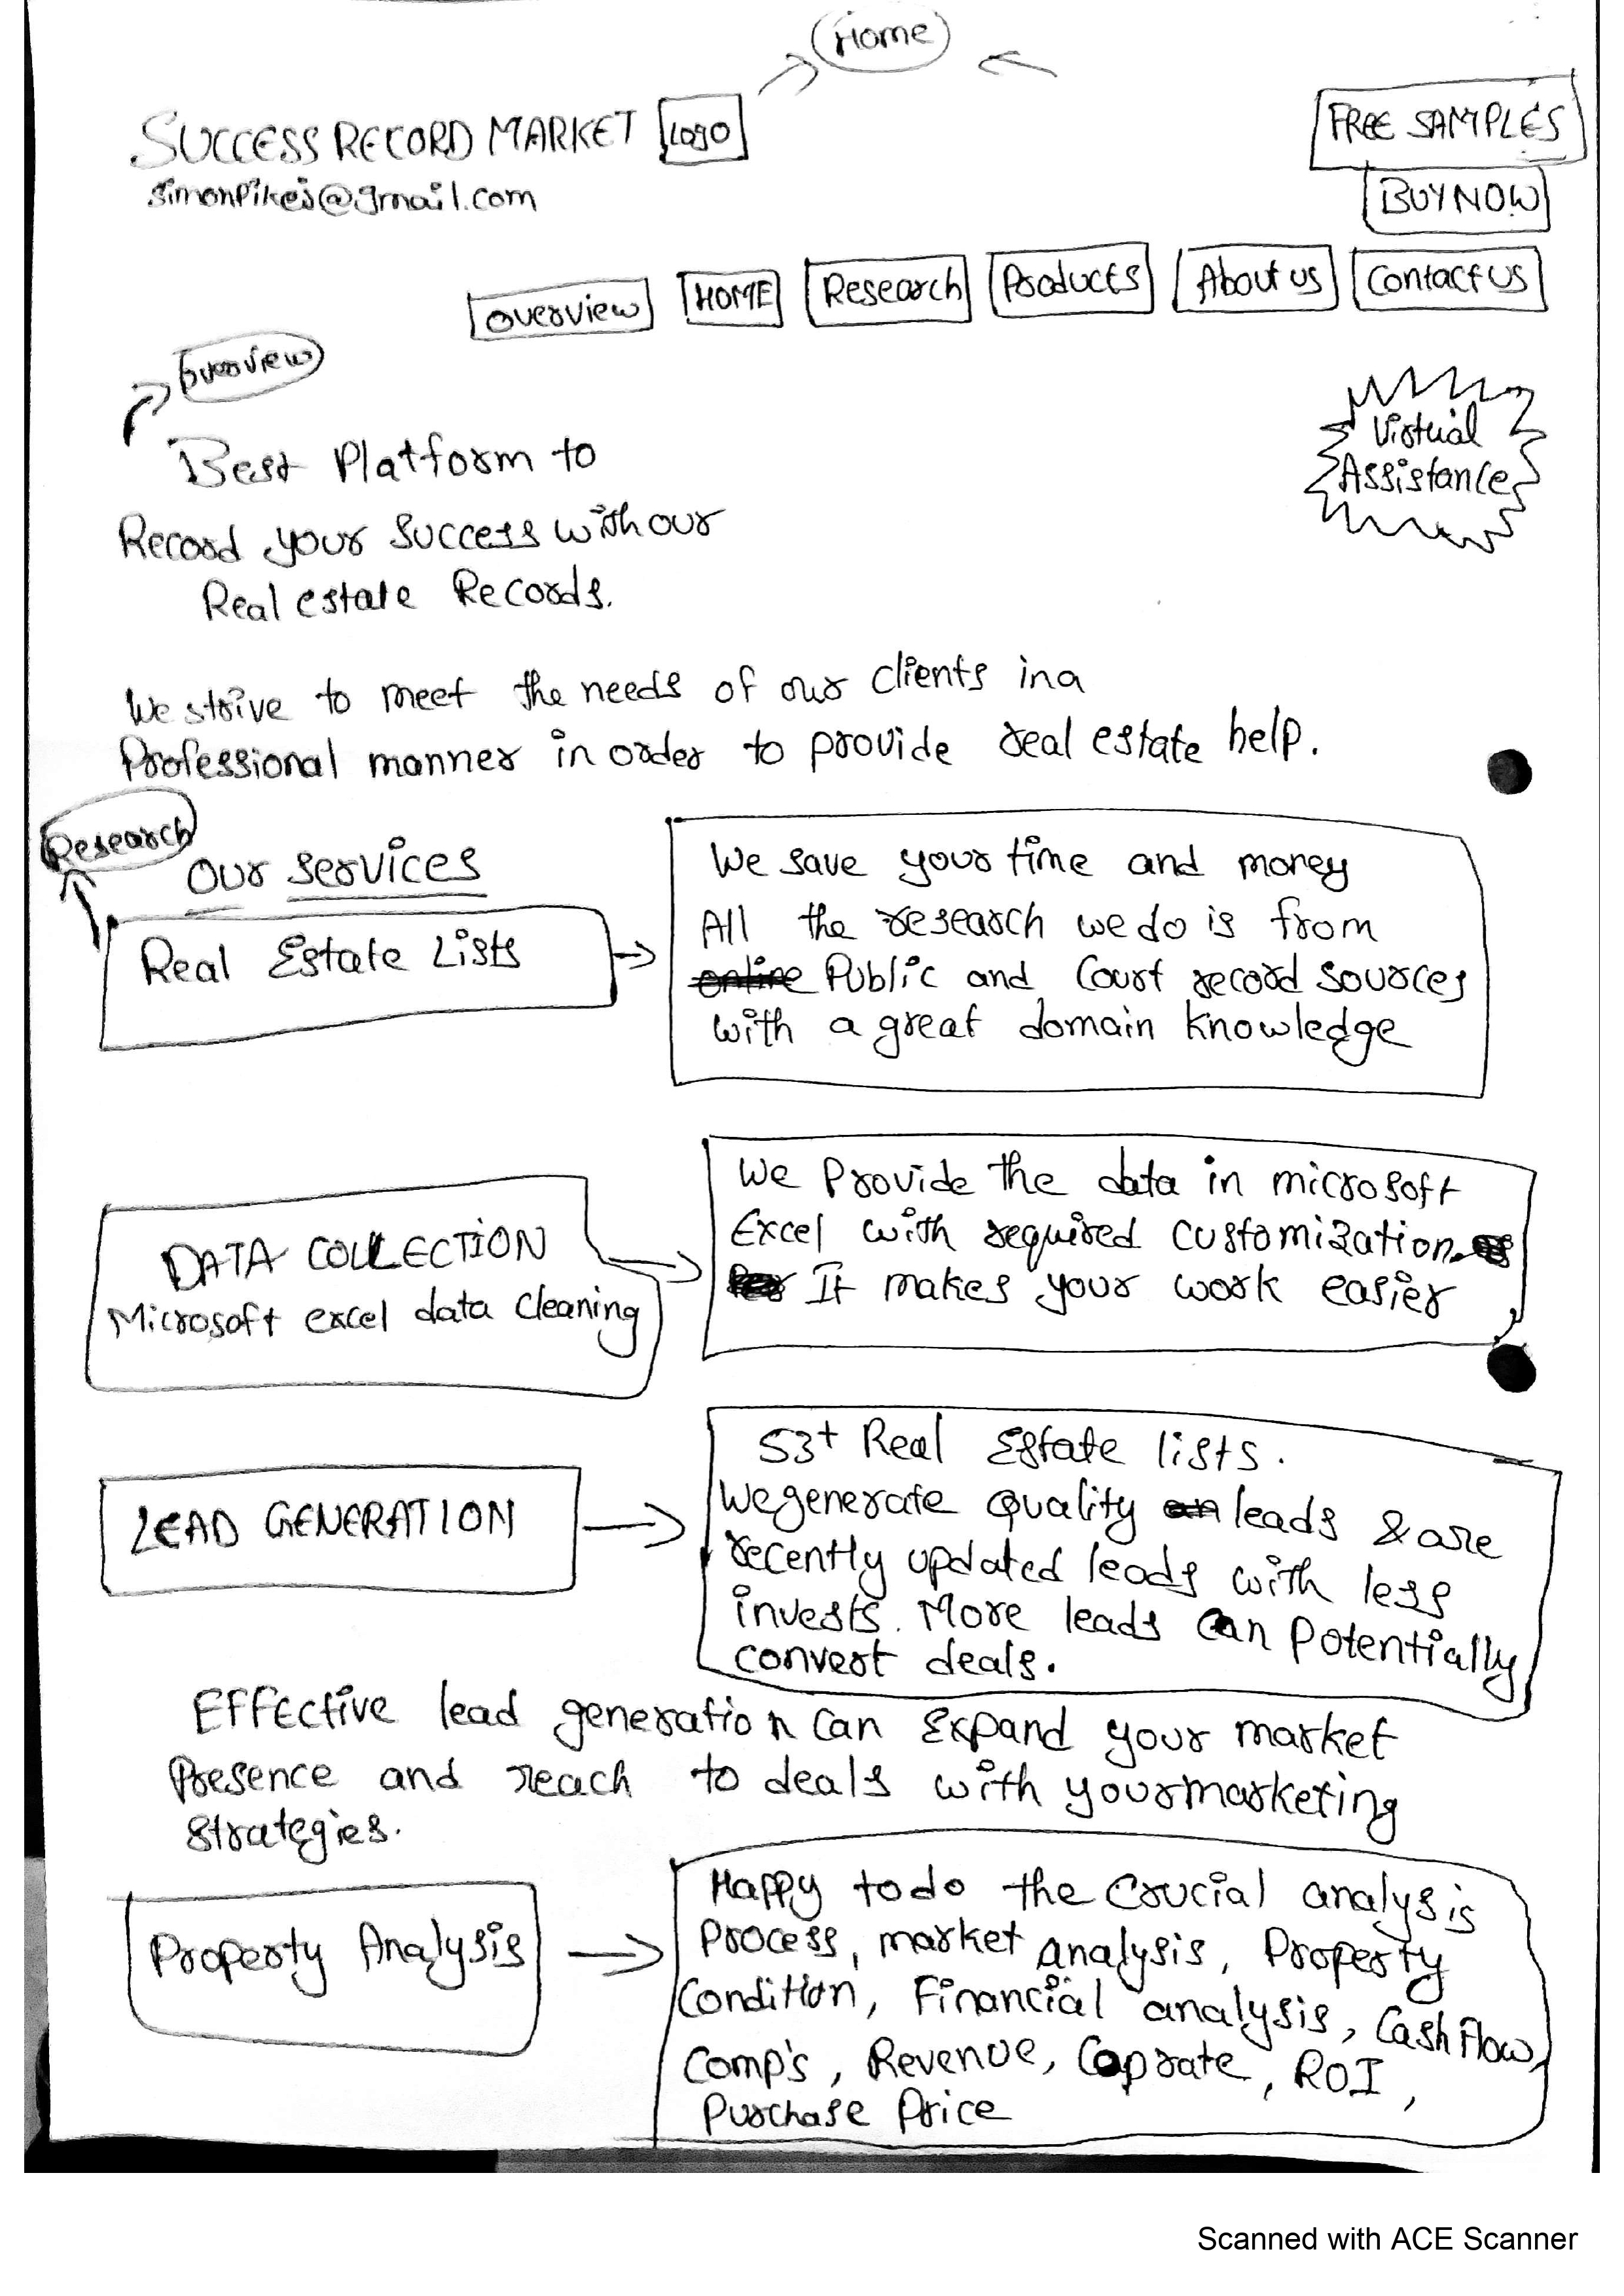 Home
SUCCESS RECORD MARKET LOGO
FREE SAMPLES
BUY NOW
Overview HOME Research Products About us Contact us
Overview
Virtual
Assistance
Best Platform to
Record your success with our
Real estate Records.
We strive to meet the needs of our clients in a
Professional manner in order to provide real estate help.
Research
Our services
Real Estate Lists
We save your time and money
All the research we do is from
online Public and Court record sources
with a great domain knowledge
DATA COLLECTION
Microsoft excel data cleaning
We Provide the data in microsoft
Excel with required customization.
It makes your work easier
LEAD GENERATION
53+ Real Estate lists.
We generate Quality leads & are
recently updated leads with less
invests. More leads can potentially
convert deals.
Effective lead generation can Expand your market
Presence and reach to deals with your marketing
strategies.
Property Analysis
Happy to do the Crucial analysis
Process, market analysis, Property
Condition, Financial analysis, Cash flow,
Comp's, Revenue, Cap rate, ROI,
Purchase Price
Scanned with ACE Scanner